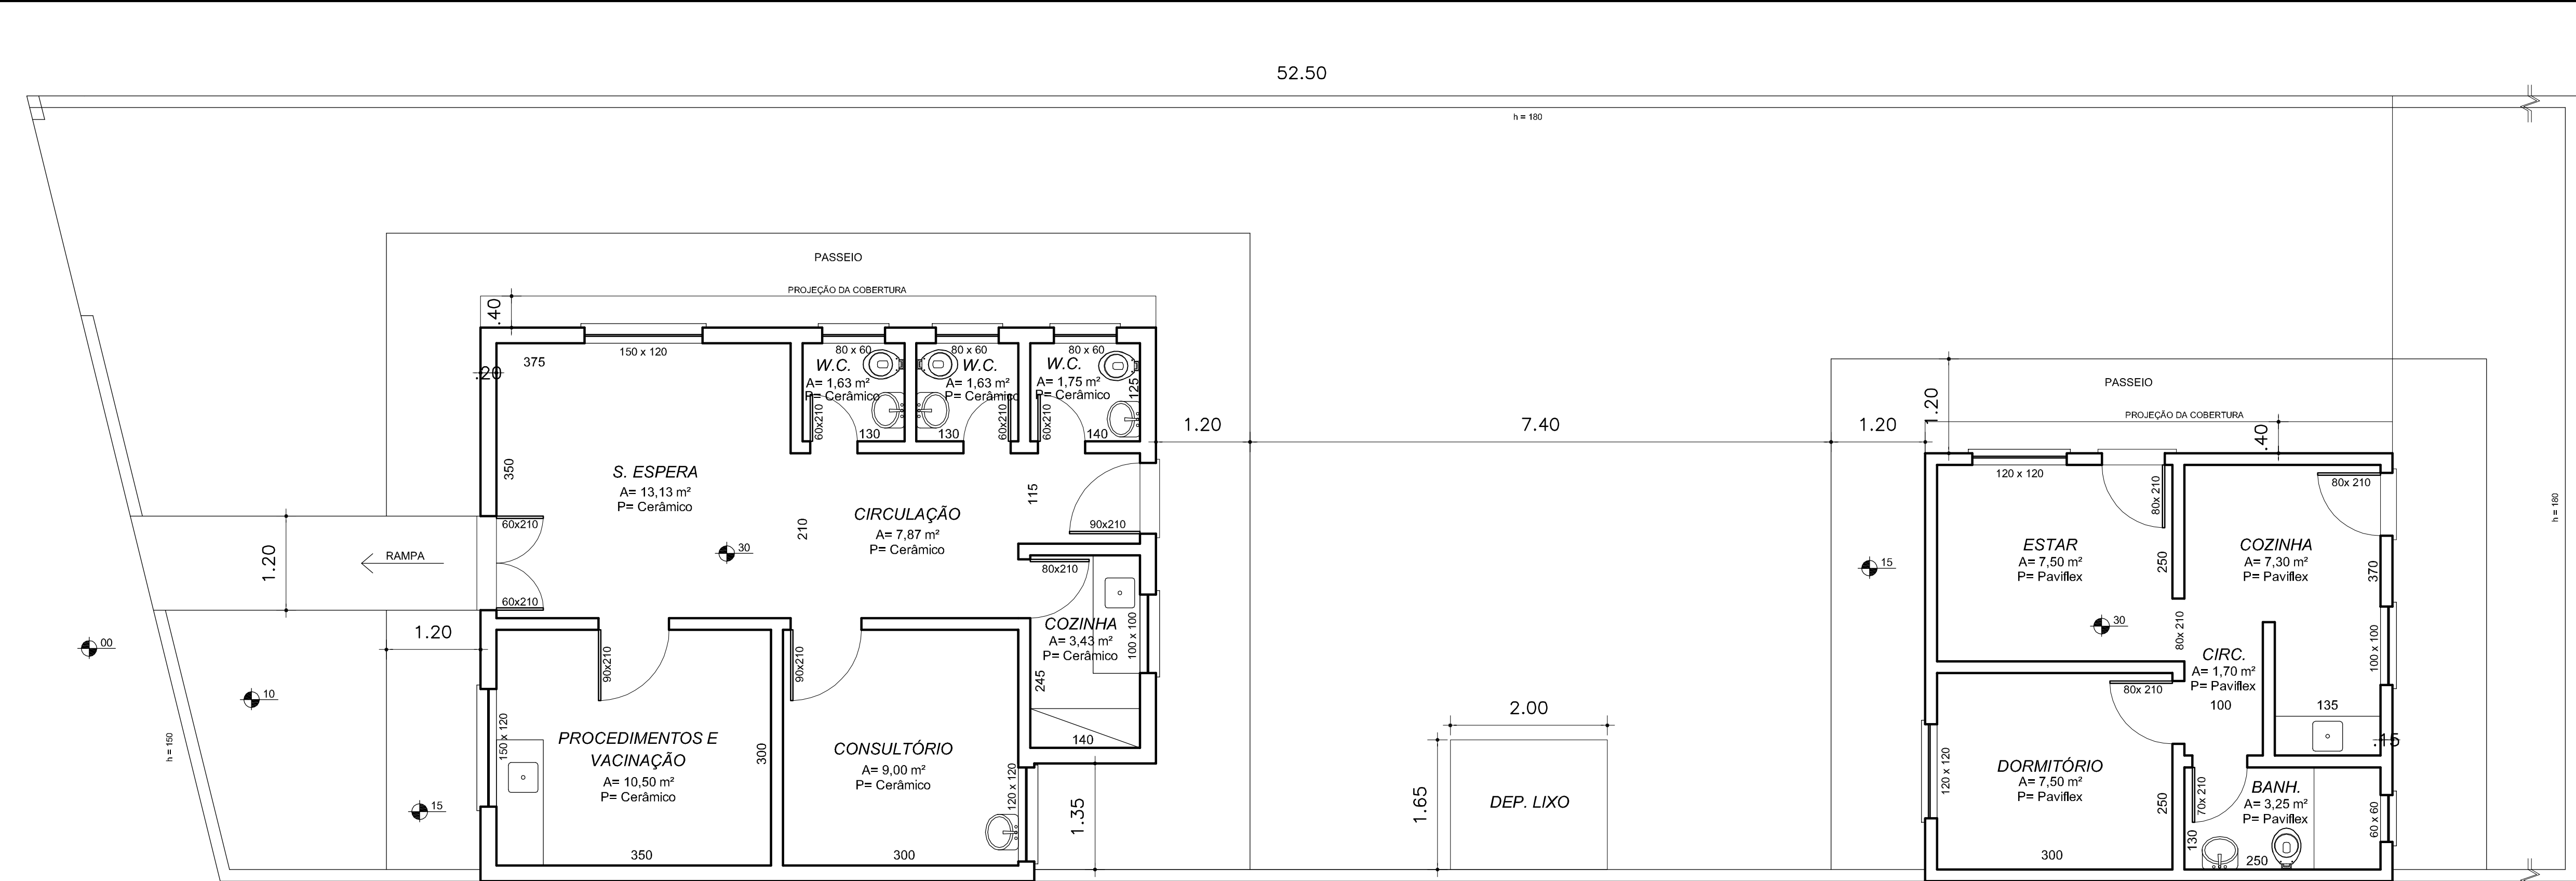 52.50
h = 180
PASSEIO
PROJEÇÃO DA COBERTURA
.40
150 x 120
375
.20
350
S. ESPERA
A= 13,13 m²
P= Cerâmico
30
80 x 60
W.C.
A= 1,63 m²
P= Cerâmico
60x210
130
80 x 60
W.C.
A= 1,63 m²
P= Cerâmico
60x210
130
80 x 60
W.C.
A= 1,75 m²
P= Cerâmico
125
60x210
140
CIRCULAÇÃO
A= 7,87 m²
P= Cerâmico
210
115
90x210
60x210
RAMPA
60x210
1.20
1.20
00
10
15
h = 150
90x210
150 x 120
PROCEDIMENTOS E
VACINAÇÃO
A= 10,50 m²
P= Cerâmico
300
350
90x210
CONSULTÓRIO
A= 9,00 m²
P= Cerâmico
120 x 120
300
80x210
COZINHA
A= 3,43 m²
P= Cerâmico
100 x 100
245
140
1.35
1.20
7.40
1.20
2.00
1.65
DEP. LIXO
PASSEIO
PROJEÇÃO DA COBERTURA
1.20
.40
15
120 x 120
80x 210
ESTAR
A= 7,50 m²
P= Paviflex
250
30
80x 210
80x 210
COZINHA
A= 7,30 m²
P= Paviflex
370
100 x 100
135
.15
CIRC.
A= 1,70 m²
P= Paviflex
100
80x 210
DORMITÓRIO
A= 7,50 m²
P= Paviflex
120 x 120
250
300
70x 210
BANH.
A= 3,25 m²
P= Paviflex
60 x 60
130
250
h = 180